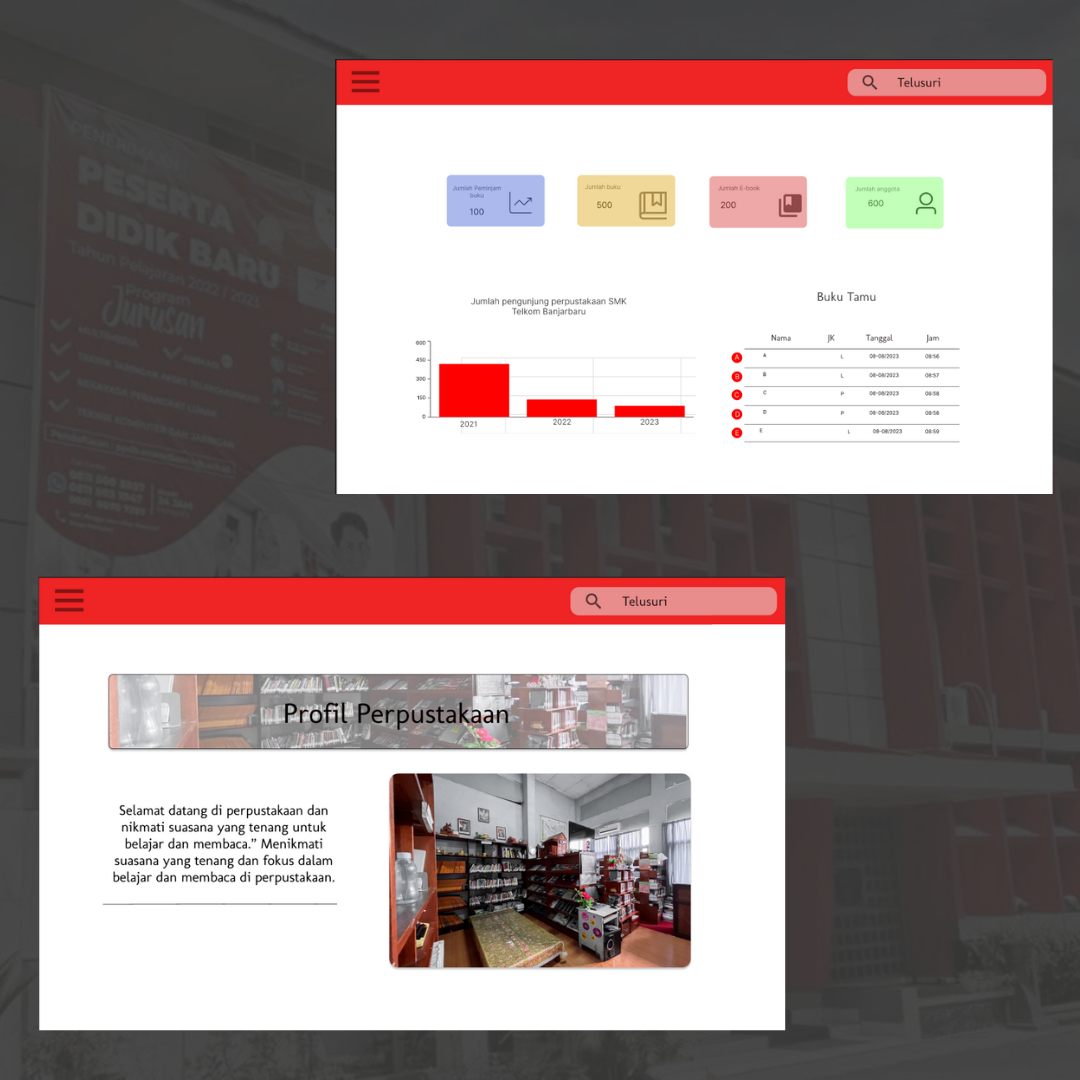 PENERIMAAN
PESERTA
DIDIK BARU
Tahun Pelajaran 2022 / 2023
Program
Jurusan
MULTIMEDIA
Telusuri
Jumlah Peminjam
buku
100
Jumlah buku
500
Jumlah E-book
200
Jumlah anggota
600
Jumlah pengunjung perpustakaan SMK
Telkom Banjarbaru
600
450
300
150
0
2021
2022
2023
Buku Tamu
Nama JK Tanggal Jam
A A L 08-08/2023 08:56
B B L 08-08/2023 08:57
C C P 08-08/2023 08:58
D D P 08-08/2023 08:58
E E L 08-08/2023 08:59
Telusuri
Profil Perpustakaan
Selamat datang di perpustakaan dan
nikmati suasana yang tenang untuk
belajar dan membaca.” Menikmati
suasana yang tenang dan fokus dalam
belajar dan membaca di perpustakaan.